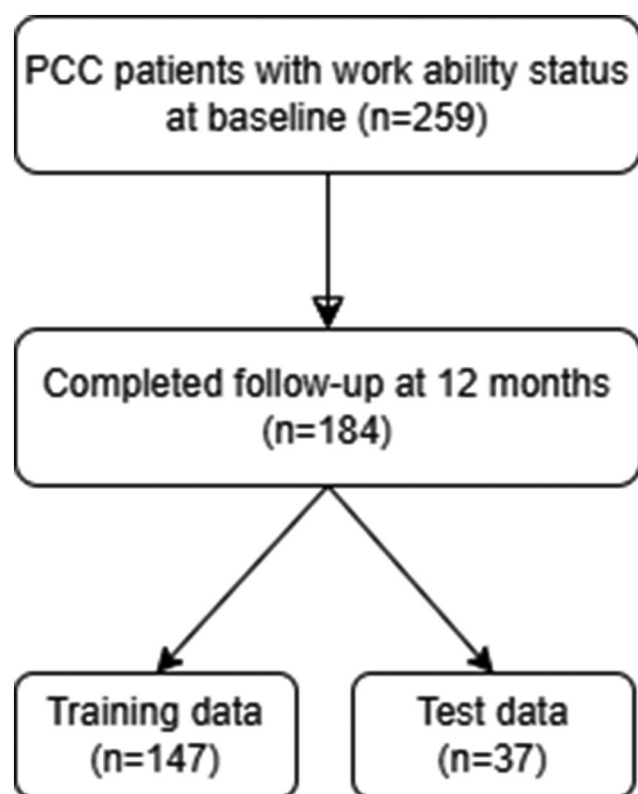 PCC patients with work ability status
at baseline (n=259)
Completed follow-up at 12 months
(n=184)
Training data
(n=147)
Test data
(n=37)